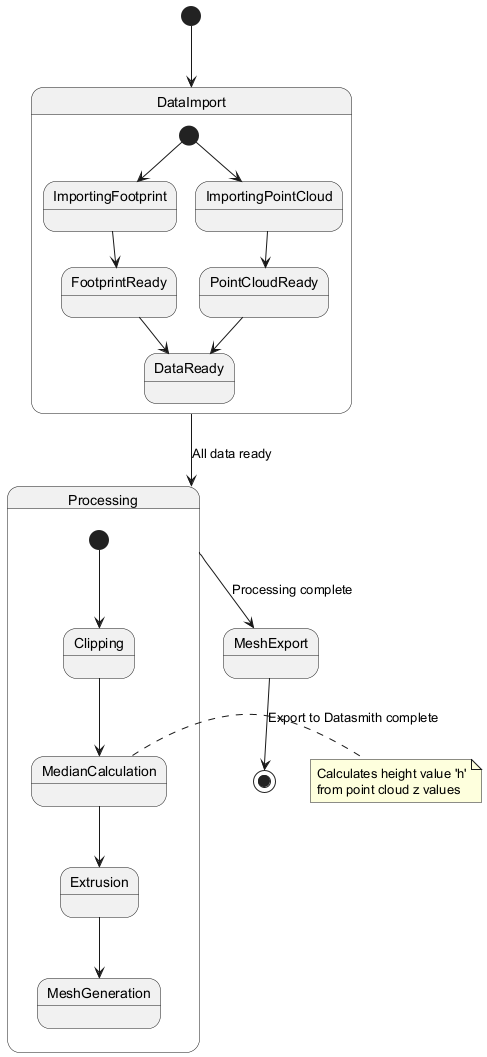 DataImport
ImportingFootprint
ImportingPointCloud
FootprintReady
PointCloudReady
DataReady
All data ready
Processing
Processing complete
Clipping
MeshExport
Export to Datasmith complete
MedianCalculation
Calculates height value 'h'
from point cloud z values
Extrusion
MeshGeneration